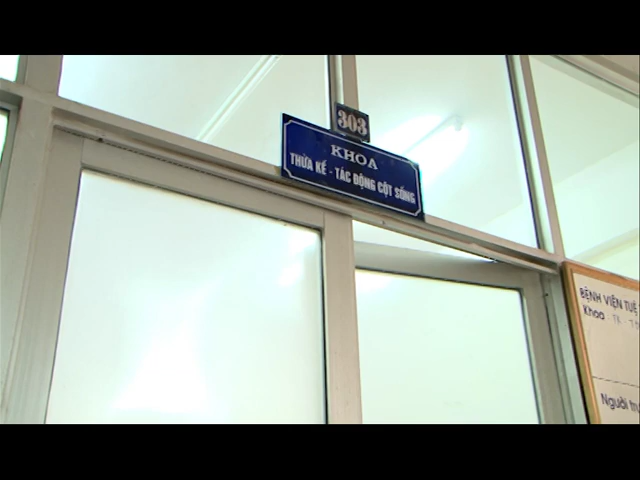 303
KHOA
THỪA KẾ - TÁC ĐỘNG CỘT SỐNG
BỆNH VIỆN TUỆ
Khoa
Người